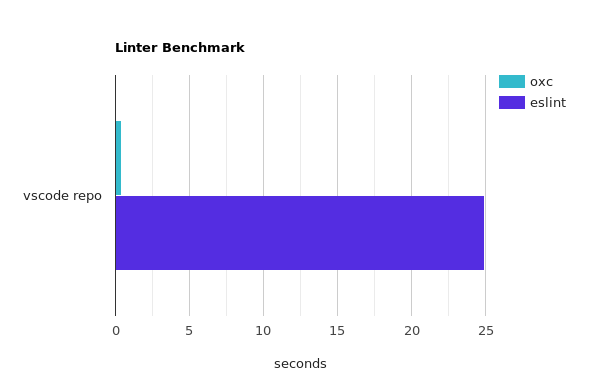 Linter Benchmark
oxc
eslint
vscode repo
0 5 10 15 20 25
seconds